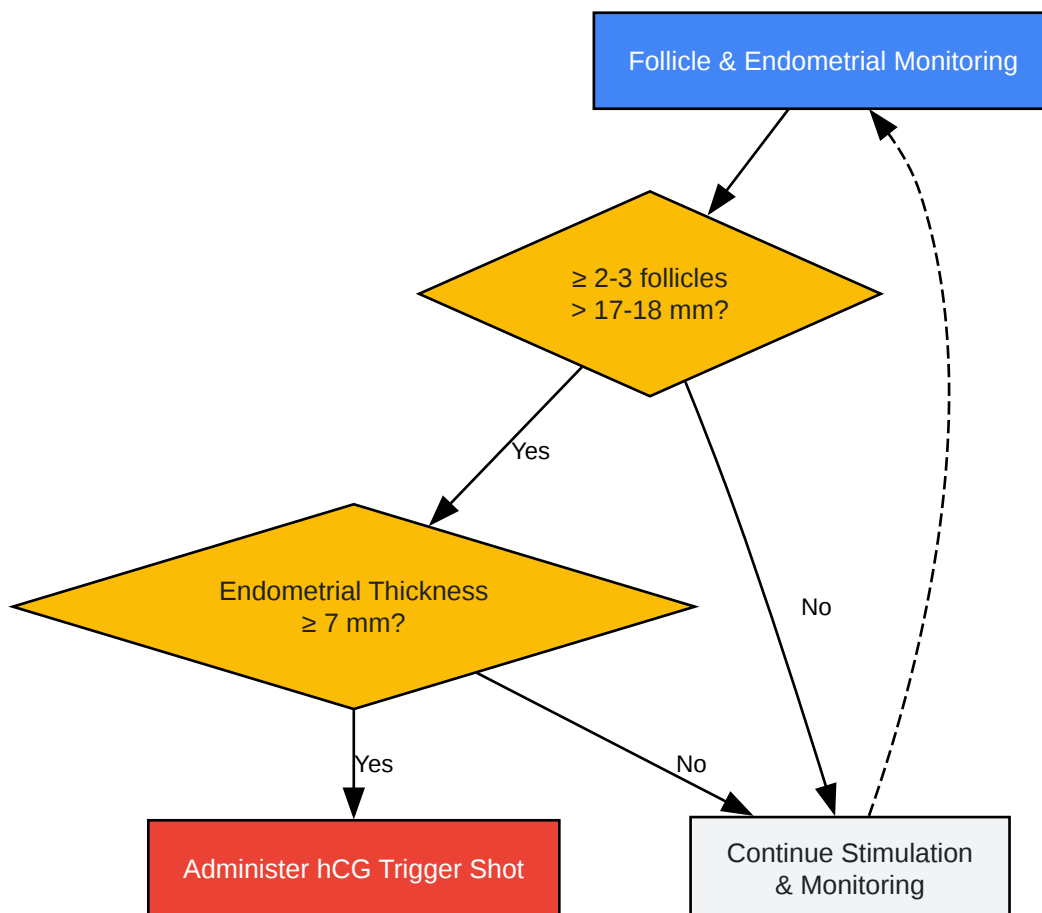 Follicle & Endometrial Monitoring
≥ 2-3 follicles
> 17-18 mm?
Yes
No
Endometrial Thickness
≥ 7 mm?
Yes
No
Administer hCG Trigger Shot
Continue Stimulation
& Monitoring